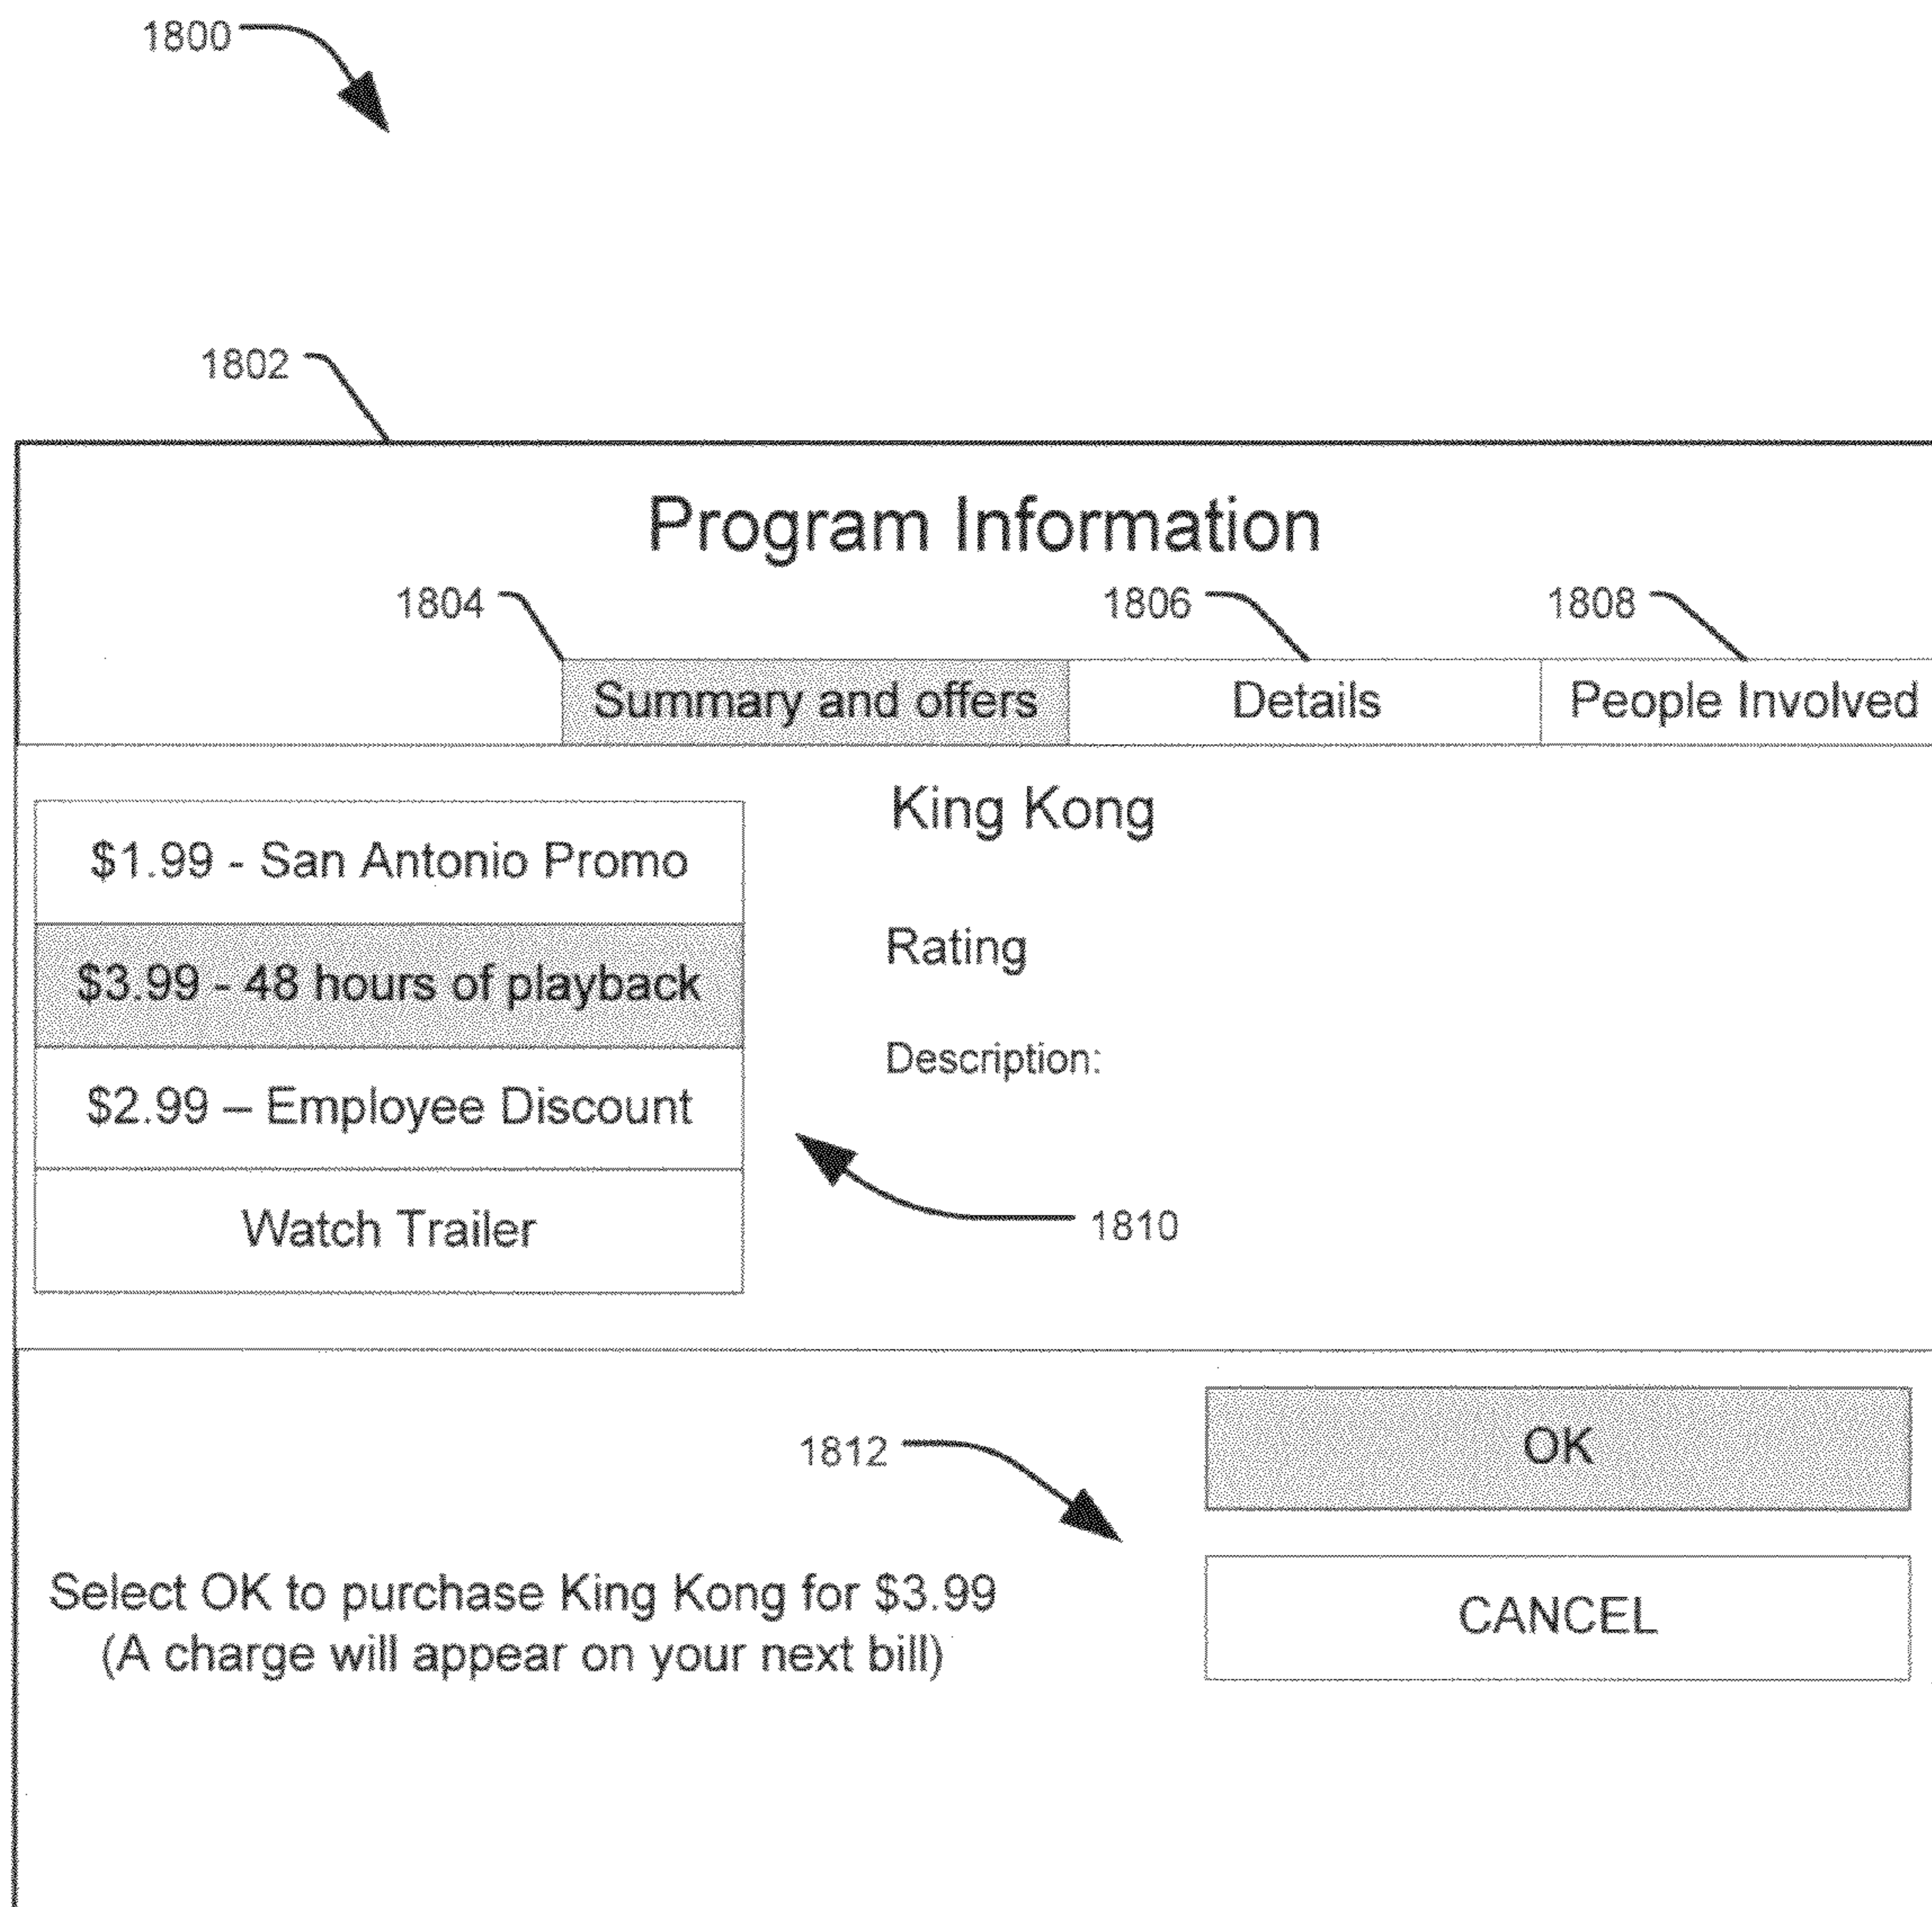 1800
1802
Program Information
1804
1806
1808
Summary and offers
Details
People Involved
King Kong
$1.99 - San Antonio Promo
Rating
$3.99 - 48 hours of playback
Description:
$2.99 – Employee Discount
1810
Watch Trailer
OK
1812
Select OK to purchase King Kong for $3.99
CANCEL
(A charge will appear on your next bill)